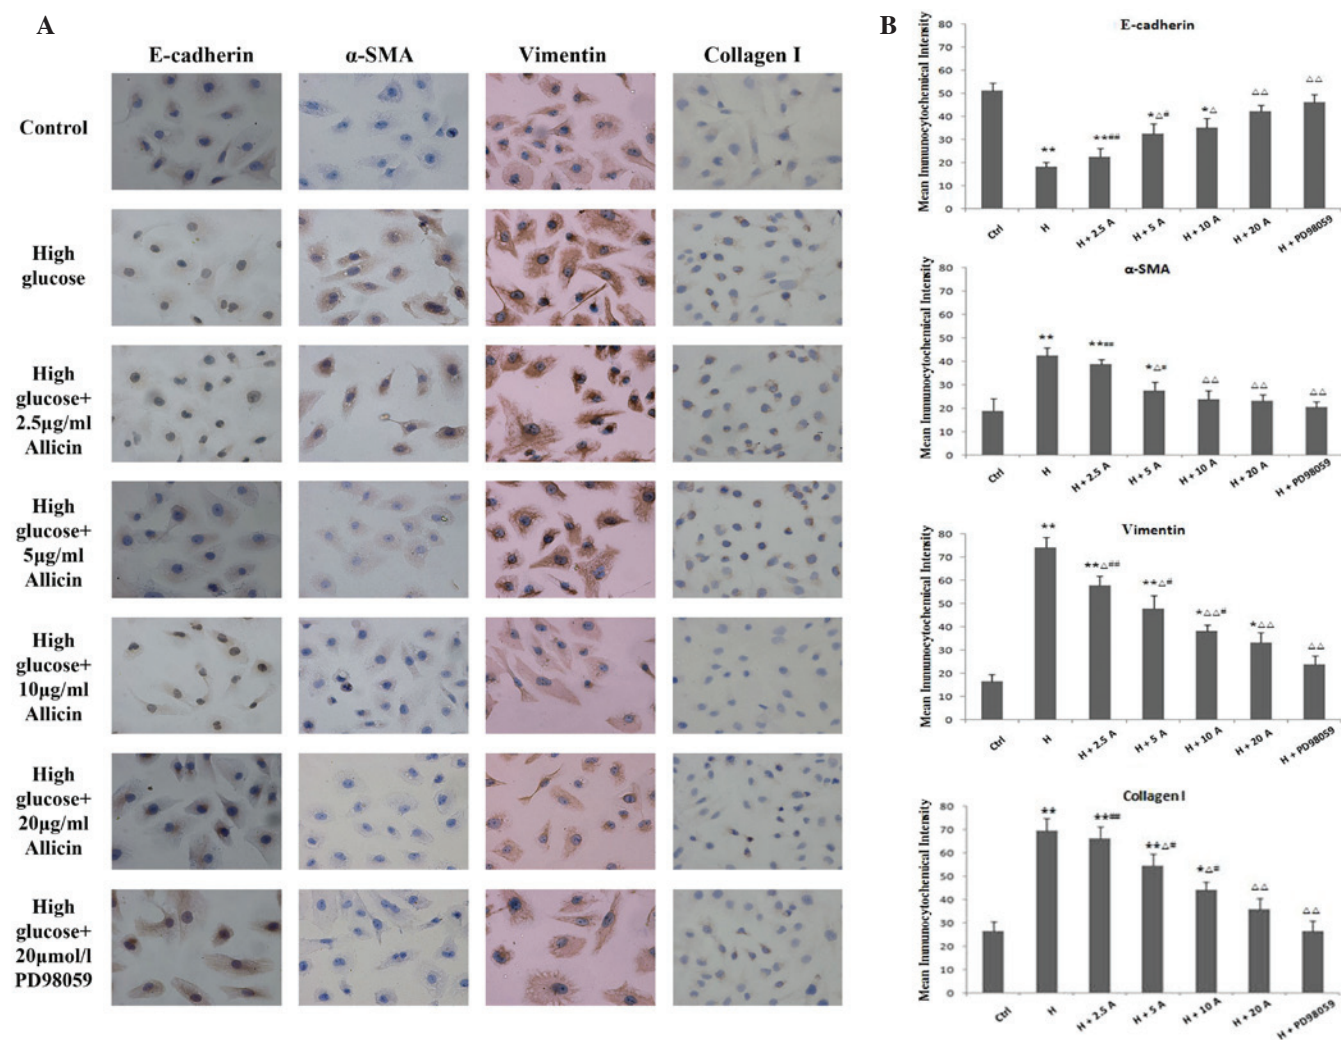 A
E-cadherin α-SMA Vimentin Collagen I
Control
High
glucose
High
glucose+
2.5µg/ml
Allicin
High
glucose+
5µg/ml
Allicin
High
glucose+
10µg/ml
Allicin
High
glucose+
20µg/ml
Allicin
High
glucose+
20µmol/l
PD98059
B
E-cadherin
Mean Immunocytochemical Intensity
80
70
60
50
40
30
20
10
0
**
**##
*△#
*△
△△
△△
Ctrl H H + 2.5 A H + 5 A H + 10 A H + 20 A H + PD98059
α-SMA
Mean Immunocytochemical Intensity
80
70
60
50
40
30
20
10
0
**
**##
*△#
△△
△△
△△
Ctrl H H + 2.5 A H + 5 A H + 10 A H + 20 A H + PD98059
Vimentin
Mean Immunocytochemical Intensity
80
70
60
50
40
30
20
10
0
**
**△##
**△#
*△△#
*△△
△△
Ctrl H H + 2.5 A H + 5 A H + 10 A H + 20 A H + PD98059
Collagen I
Mean Immunocytochemical Intensity
80
70
60
50
40
30
20
10
0
**
**##
**△#
*△#
△△
△△
Ctrl H H + 2.5 A H + 5 A H + 10 A H + 20 A H + PD98059